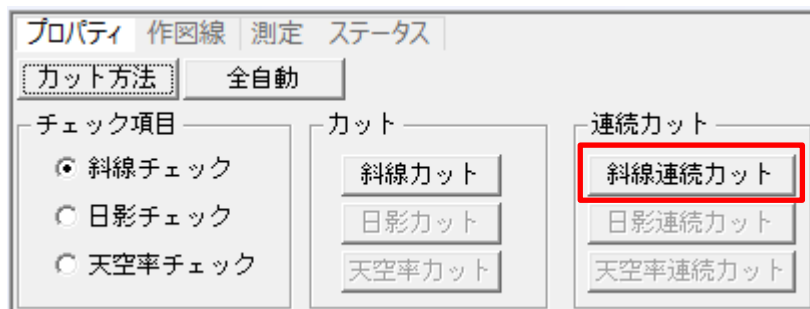 プロパティ 作図線 測定 ステータス
カット方法 全自動
チェック項目 カット 連続カット
斜線チェック 斜線カット 斜線連続カット
日影チェック 日影カット 日影連続カット
天空率チェック 天空率カット 天空率連続カット